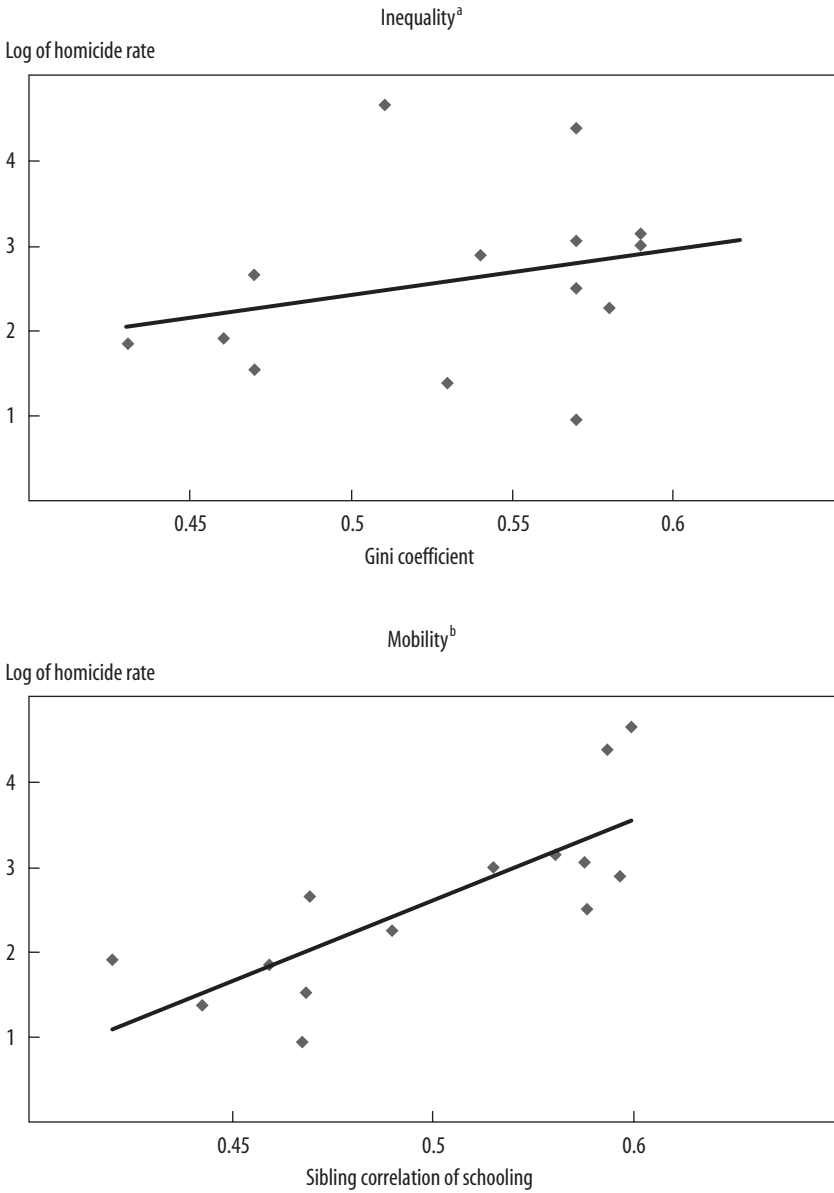 Inequality a
Log of homicide rate
4
3
2
1
0.45 0.5 0.55 0.6
Gini coefficient
Mobility b
Log of homicide rate
4
3
2
1
0.45 0.5 0.6
Sibling correlation of schooling